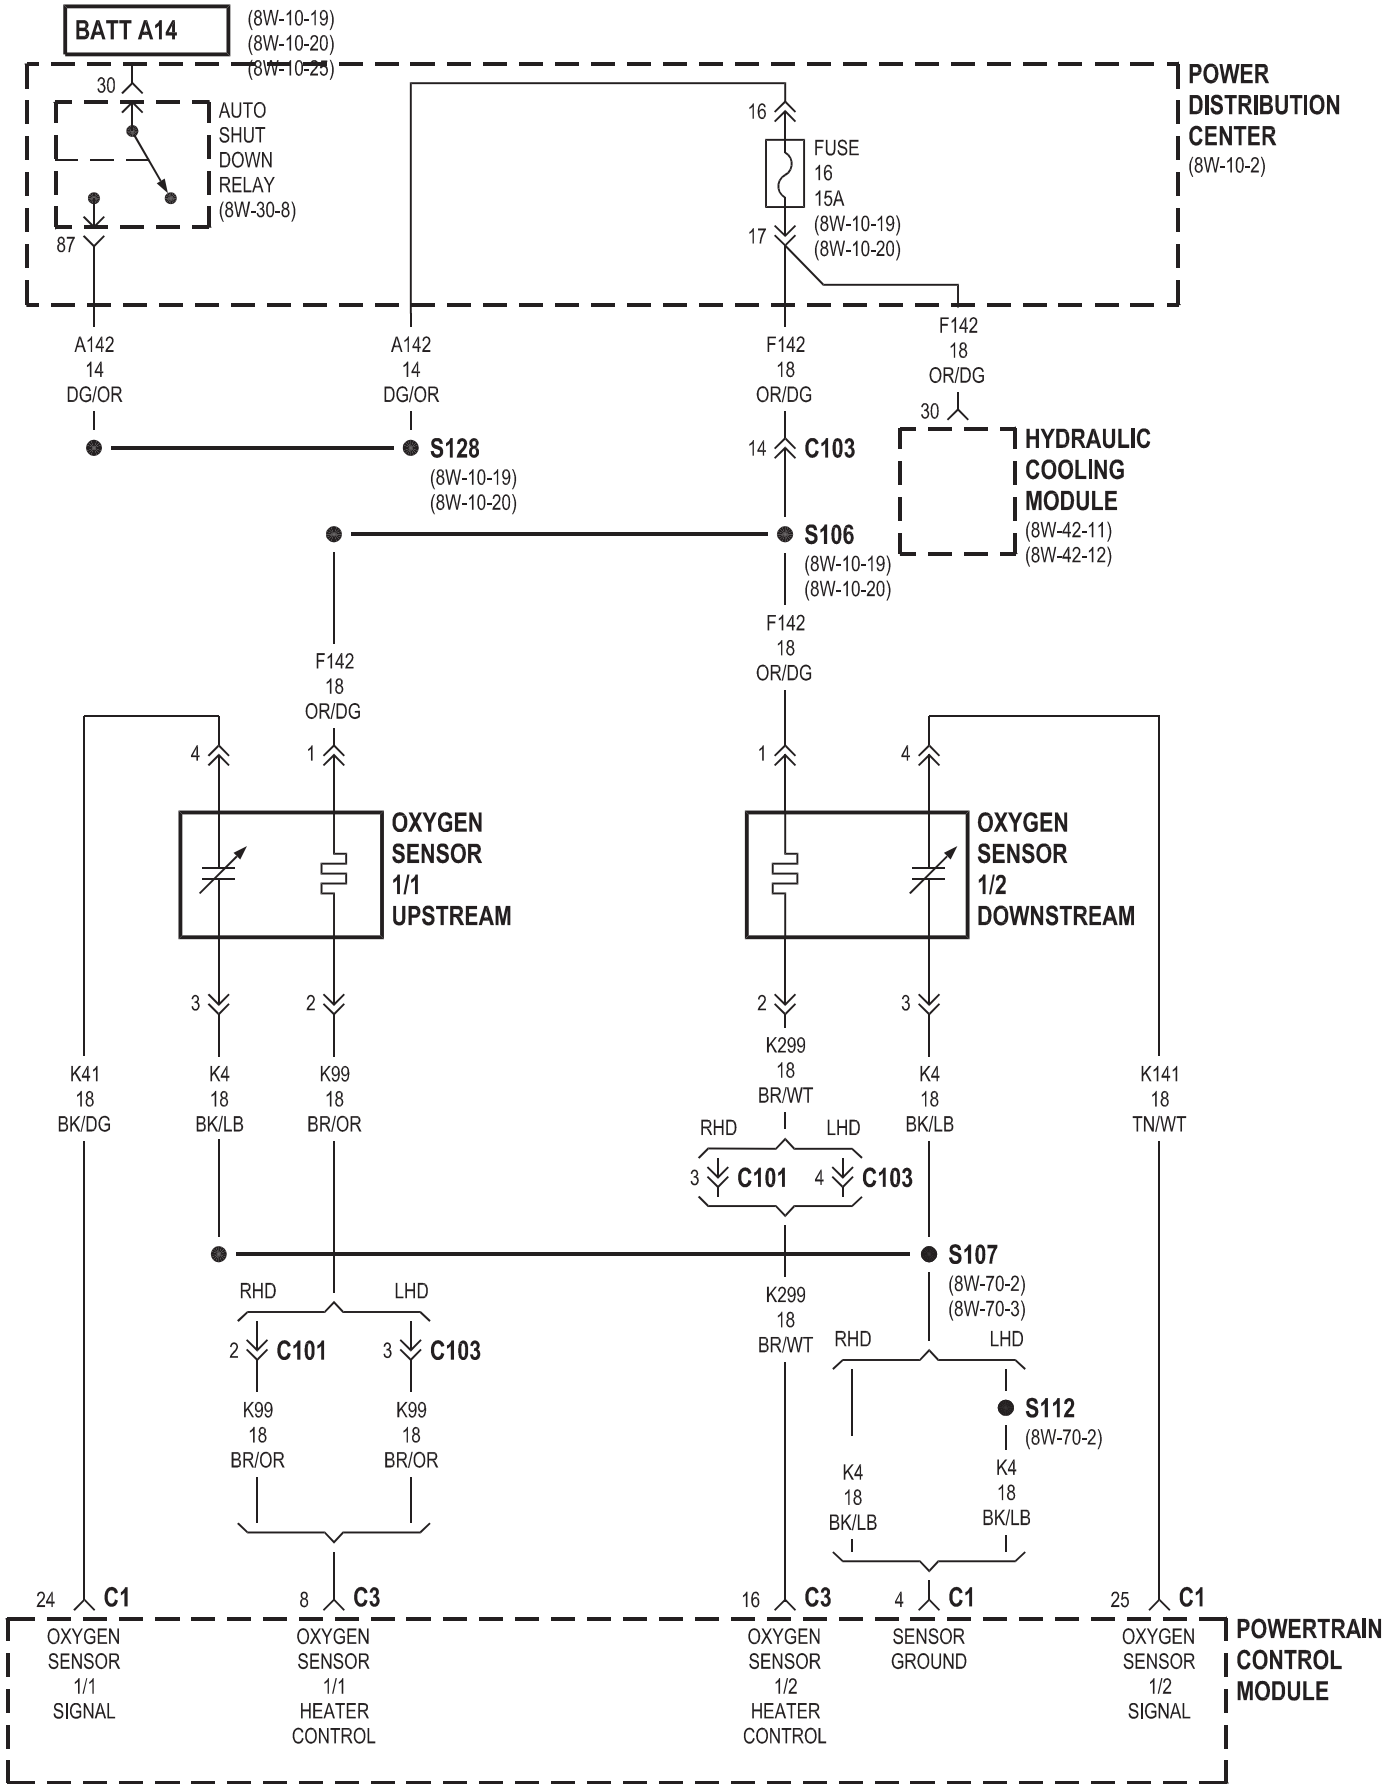 BATT A14
(8W-10-19)
(8W-10-20)
(8W-10-25)
30
AUTO
SHUT
DOWN
RELAY
(8W-30-8)
87
16
FUSE
16
15A
(8W-10-19)
(8W-10-20)
17
POWER
DISTRIBUTION
CENTER
(8W-10-2)
A142
14
DG/OR
A142
14
DG/OR
F142
18
OR/DG
F142
18
OR/DG
S128
(8W-10-19)
(8W-10-20)
14
C103
30
HYDRAULIC
COOLING
MODULE
(8W-42-11)
(8W-42-12)
S106
(8W-10-19)
(8W-10-20)
F142
18
OR/DG
F142
18
OR/DG
4
1
1
4
OXYGEN
SENSOR
1/1
UPSTREAM
OXYGEN
SENSOR
1/2
DOWNSTREAM
3
2
2
3
K41
18
BK/DG
K4
18
BK/LB
K99
18
BR/OR
K299
18
BR/WT
K4
18
BK/LB
K141
18
TN/WT
RHD
LHD
3
C101
4
C103
S107
(8W-70-2)
(8W-70-3)
RHD
LHD
2
C101
3
C103
K299
18
BR/WT
RHD
LHD
S112
(8W-70-2)
K99
18
BR/OR
K99
18
BR/OR
K4
18
BK/LB
K4
18
BK/LB
24
C1
8
C3
16
C3
4
C1
25
C1
OXYGEN
SENSOR
1/1
SIGNAL
OXYGEN
SENSOR
1/1
HEATER
CONTROL
OXYGEN
SENSOR
1/2
HEATER
CONTROL
SENSOR
GROUND
OXYGEN
SENSOR
1/2
SIGNAL
POWERTRAIN
CONTROL
MODULE